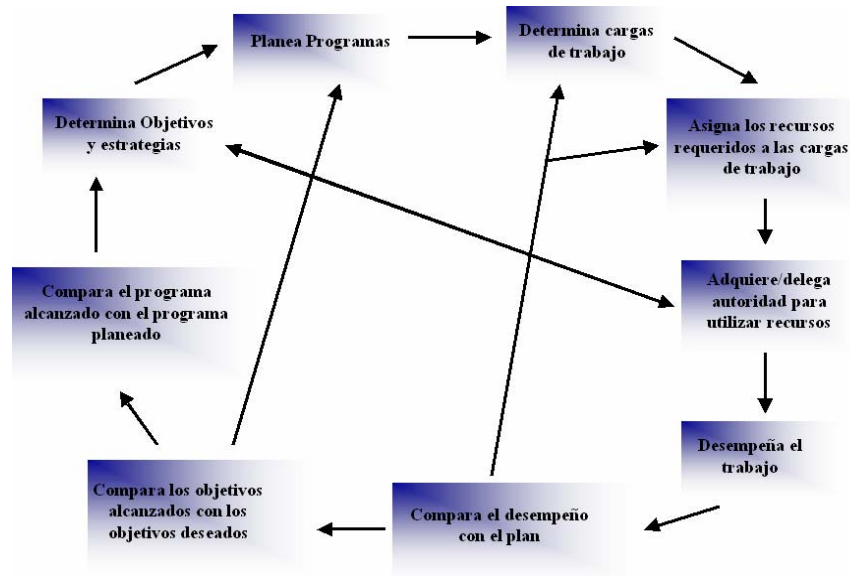 Planea Programas
Determina cargas
de trabajo
Asigna los recursos
requeridos a las cargas
de trabajo
Adquiere/delega
autoridad para
utilizar recursos
Desempeña el
trabajo
Compara el desempeño
con el plan
Compara los objetivos
alcanzados con los
objetivos deseados
Compara el programa
alcanzado con el programa
planeado
Determina Objetivos
y estrategias